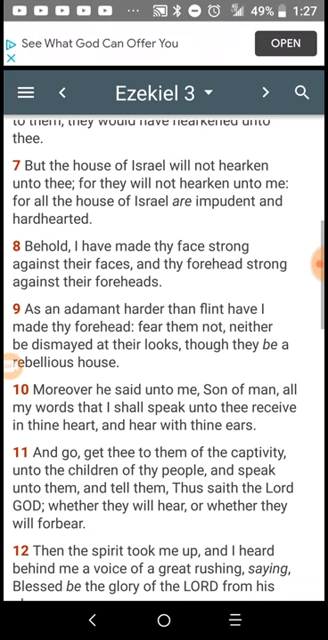 49% 1:27
See What God Can Offer You
OPEN
Ezekiel 3
to them, they would have hearkened unto
thee.
7 But the house of Israel will not hearken
unto thee; for they will not hearken unto me:
for all the house of Israel are impudent and
hardhearted.
8 Behold, I have made thy face strong
against their faces, and thy forehead strong
against their foreheads.
9 As an adamant harder than flint have I
made thy forehead: fear them not, neither
be dismayed at their looks, though they be a
rebellious house.
10 Moreover he said unto me, Son of man, all
my words that I shall speak unto thee receive
in thine heart, and hear with thine ears.
11 And go, get thee to them of the captivity,
unto the children of thy people, and speak
unto them, and tell them, Thus saith the Lord
GOD; whether they will hear, or whether they
will forbear.
12 Then the spirit took me up, and I heard
behind me a voice of a great rushing, saying,
Blessed be the glory of the LORD from his